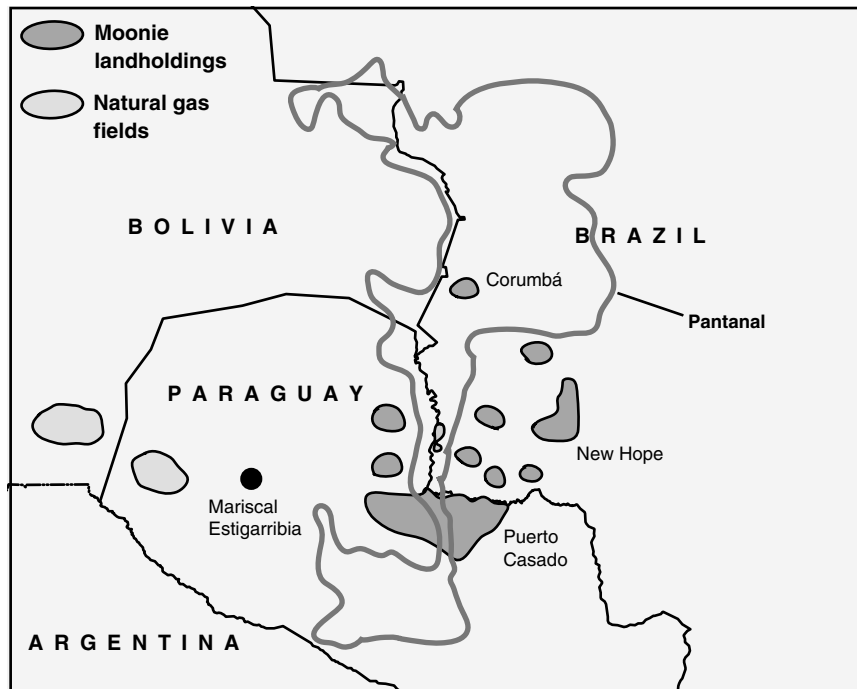 Moonie
landholdings
Natural gas
fields
BOLIVIA
BRAZIL
Corumbá
Pantanal
PARAGUAY
New Hope
Mariscal
Estigarribia
Puerto
Casado
ARGENTINA